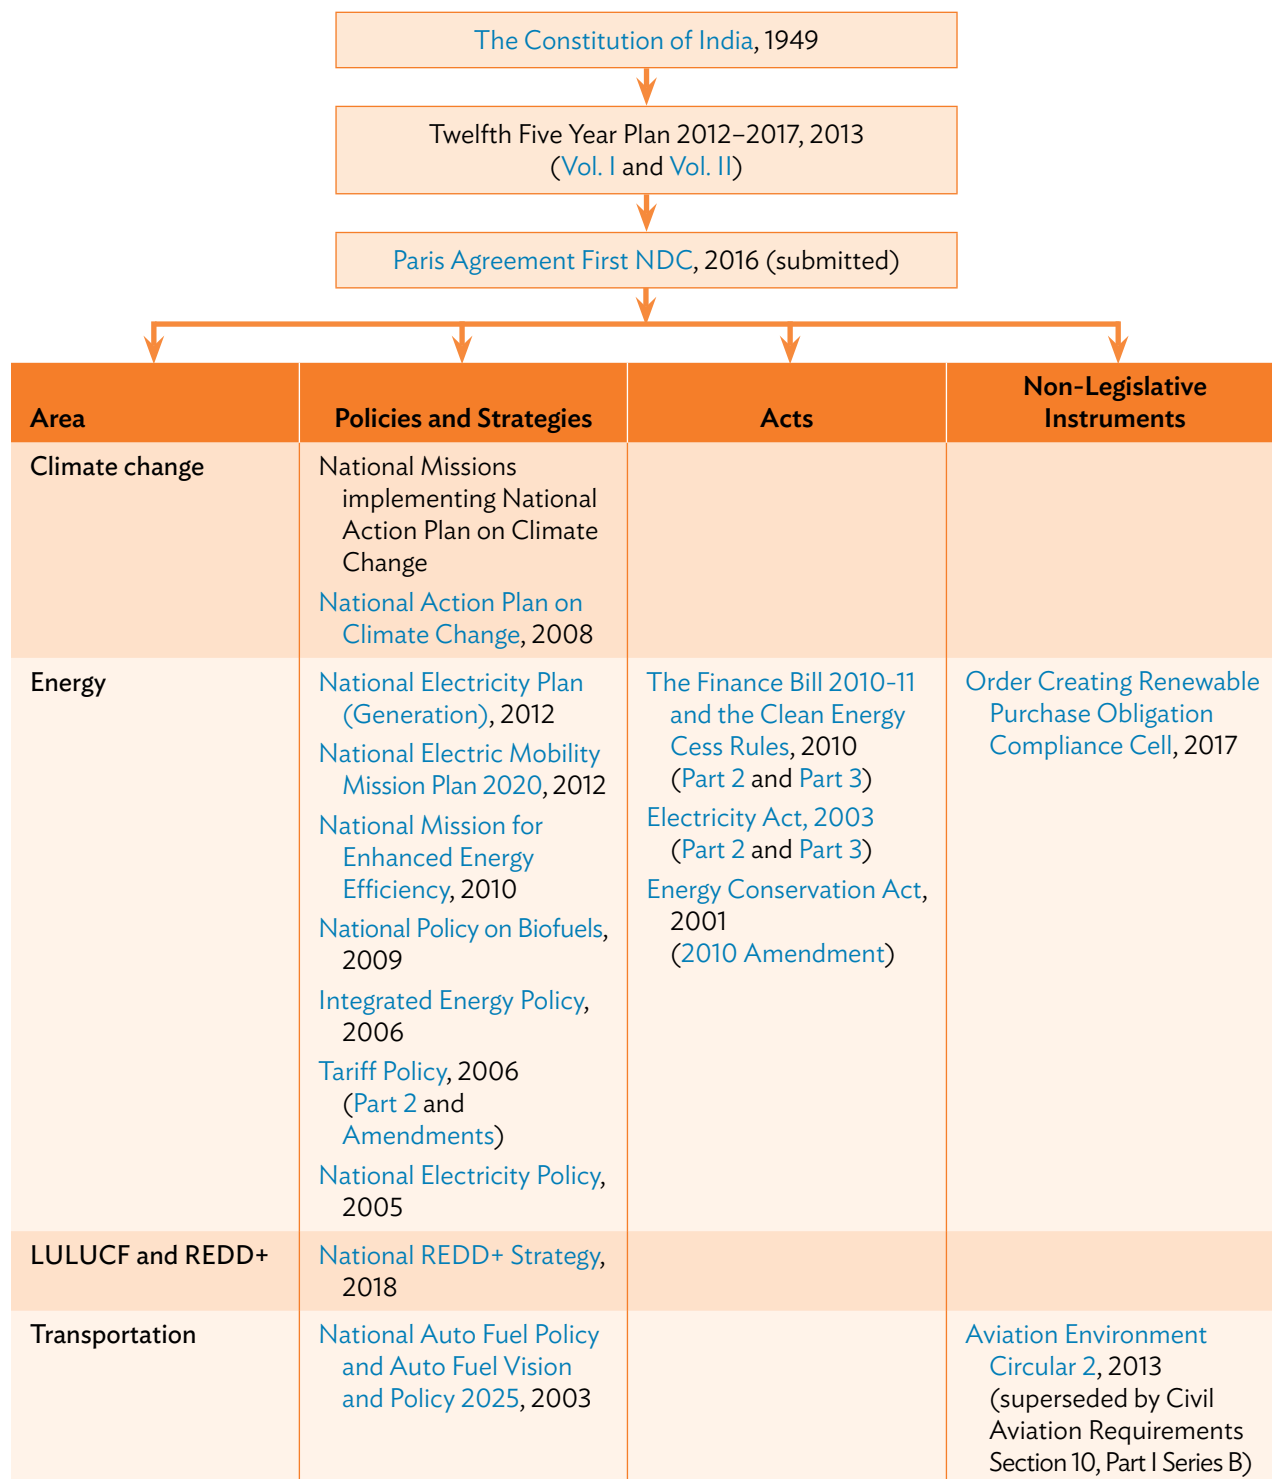 The Constitution of India, 1949
Twelfth Five Year Plan 2012–2017, 2013
(Vol. I and Vol. II)
Paris Agreement First NDC, 2016 (submitted)
Area
Policies and Strategies
Acts
Non-Legislative
Instruments
Climate change
National Missions
implementing National
Action Plan on Climate
Change
National Action Plan on
Climate Change, 2008
Energy
National Electricity Plan
(Generation), 2012
National Electric Mobility
Mission Plan 2020, 2012
National Mission for
Enhanced Energy
Efficiency, 2010
National Policy on Biofuels,
2009
Integrated Energy Policy,
2006
Tariff Policy, 2006
(Part 2 and
Amendments)
National Electricity Policy,
2005
The Finance Bill 2010-11
and the Clean Energy
Cess Rules, 2010
(Part 2 and Part 3)
Electricity Act, 2003
(Part 2 and Part 3)
Energy Conservation Act,
2001
(2010 Amendment)
Order Creating Renewable
Purchase Obligation
Compliance Cell, 2017
LULUCF and REDD+
National REDD+ Strategy,
2018
Transportation
National Auto Fuel Policy
and Auto Fuel Vision
and Policy 2025, 2003
Aviation Environment
Circular 2, 2013
(superseded by Civil
Aviation Requirements
Section 10, Part I Series B)